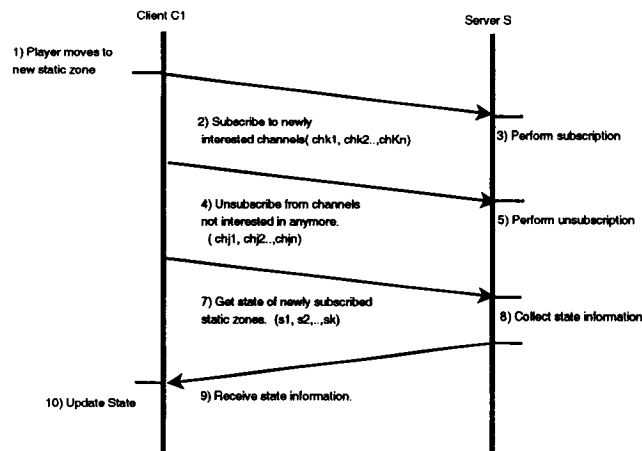 Client C1
Server S
1) Player moves to
new static zone
2) Subscribe to newly
interested channels( chk1, chk2..,chKn)
3) Perform subscription
4) Unsubscribe from channels
not interested in anymore.
( chj1, chj2..,chjn)
5) Perform unsubscription
7) Get state of newly subscribed
static zones. (s1, s2,..,sk)
8) Collect state information
9) Receive state information.
10) Update State